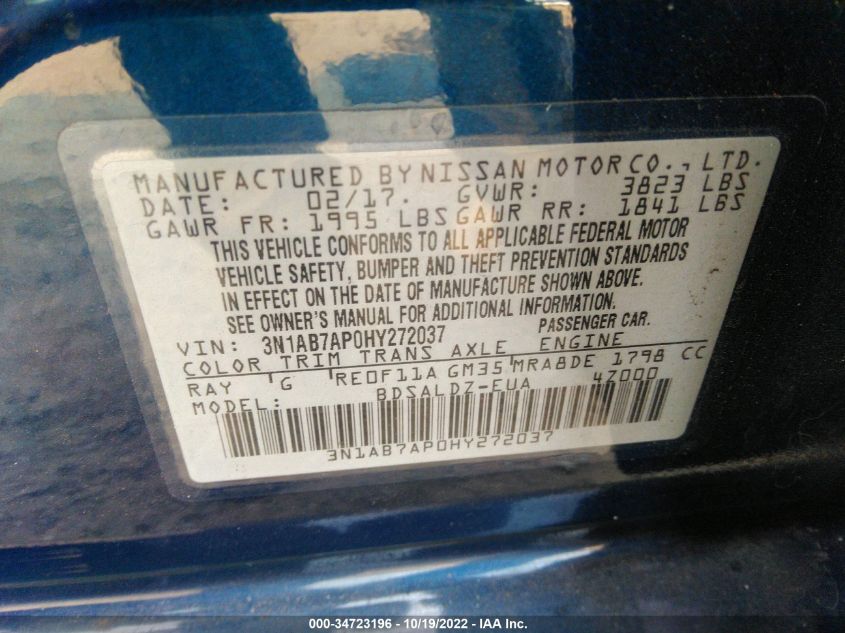 MANUFACTURED BY NISSAN MOTOR CO., LTD.
DATE: 02/17. GVWR: 3823 LBS
GAWR FR: 1995 LBS GAWR RR: 1841 LBS
THIS VEHICLE CONFORMS TO ALL APPLICABLE FEDERAL MOTOR
VEHICLE SAFETY, BUMPER AND THEFT PREVENTION STANDARDS
IN EFFECT ON THE DATE OF MANUFACTURE SHOWN ABOVE.
SEE OWNER'S MANUAL FOR ADDITIONAL INFORMATION.
VIN: 3N1AB7AP0HY272037 PASSENGER CAR.
COLOR TRIM TRANS AXLE ENGINE
RAY G RE0F11A GM35 MRA8DE 1798 CC
MODEL: BDSALDZ-EUA 4Z000
3N1AB7AP0HY272037
000-34723196 - 10/19/2022 - IAA Inc.